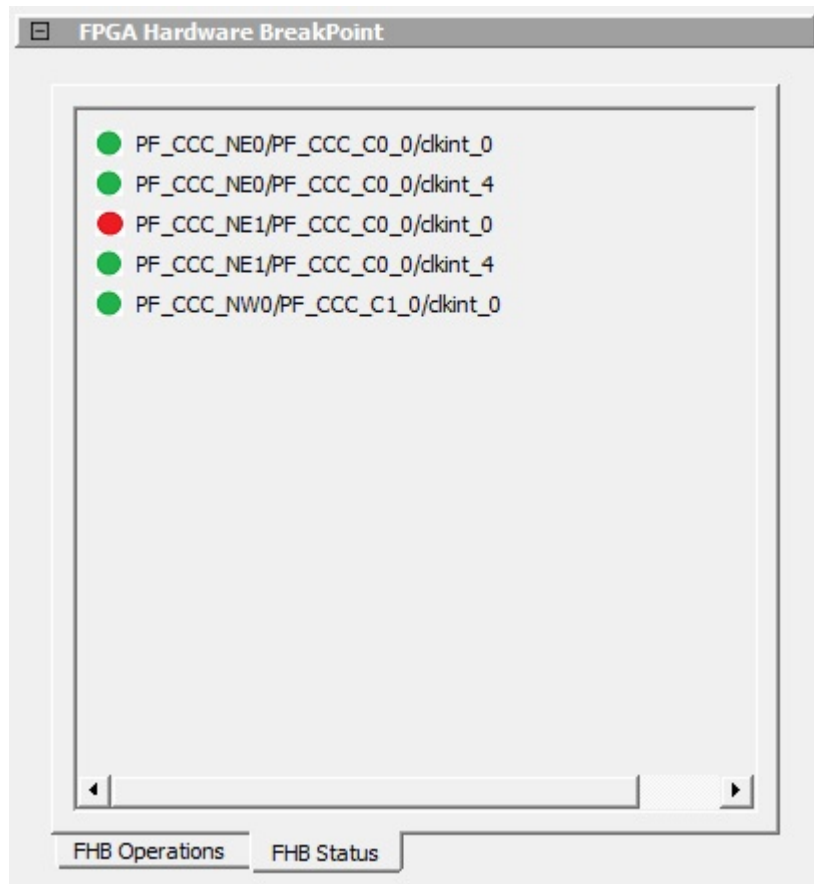 FPGA Hardware BreakPoint
PF_CCC_NE0/PF_CCC_C0_0/clkint_0
PF_CCC_NE0/PF_CCC_C0_0/clkint_4
PF_CCC_NE1/PF_CCC_C0_0/clkint_0
PF_CCC_NE1/PF_CCC_C0_0/clkint_4
PF_CCC_NW0/PF_CCC_C1_0/clkint_0
FHB Operations FHB Status